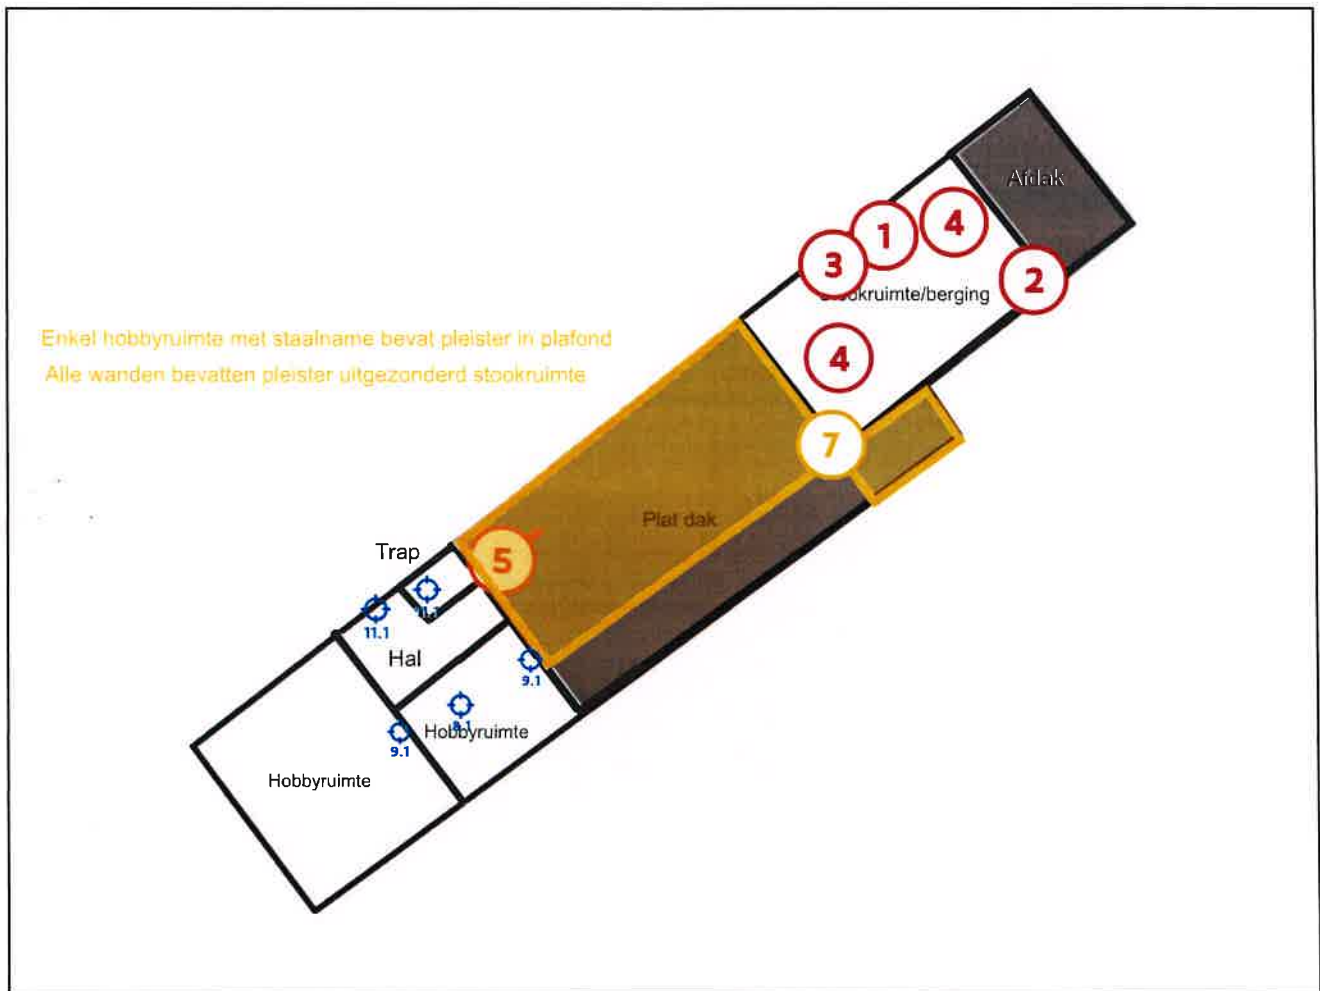 Afdak
1
4
3
2
Stookruimte/berging
Enkel hobbyruimte met staalname bevat pleister in plafond
4
Alle wanden bevatten pleister uitgezonderd stookruimte
7
Plat dak
Trap
5
11.1
Hal
9.1
Hobbyruimte
9.1
Hobbyruimte